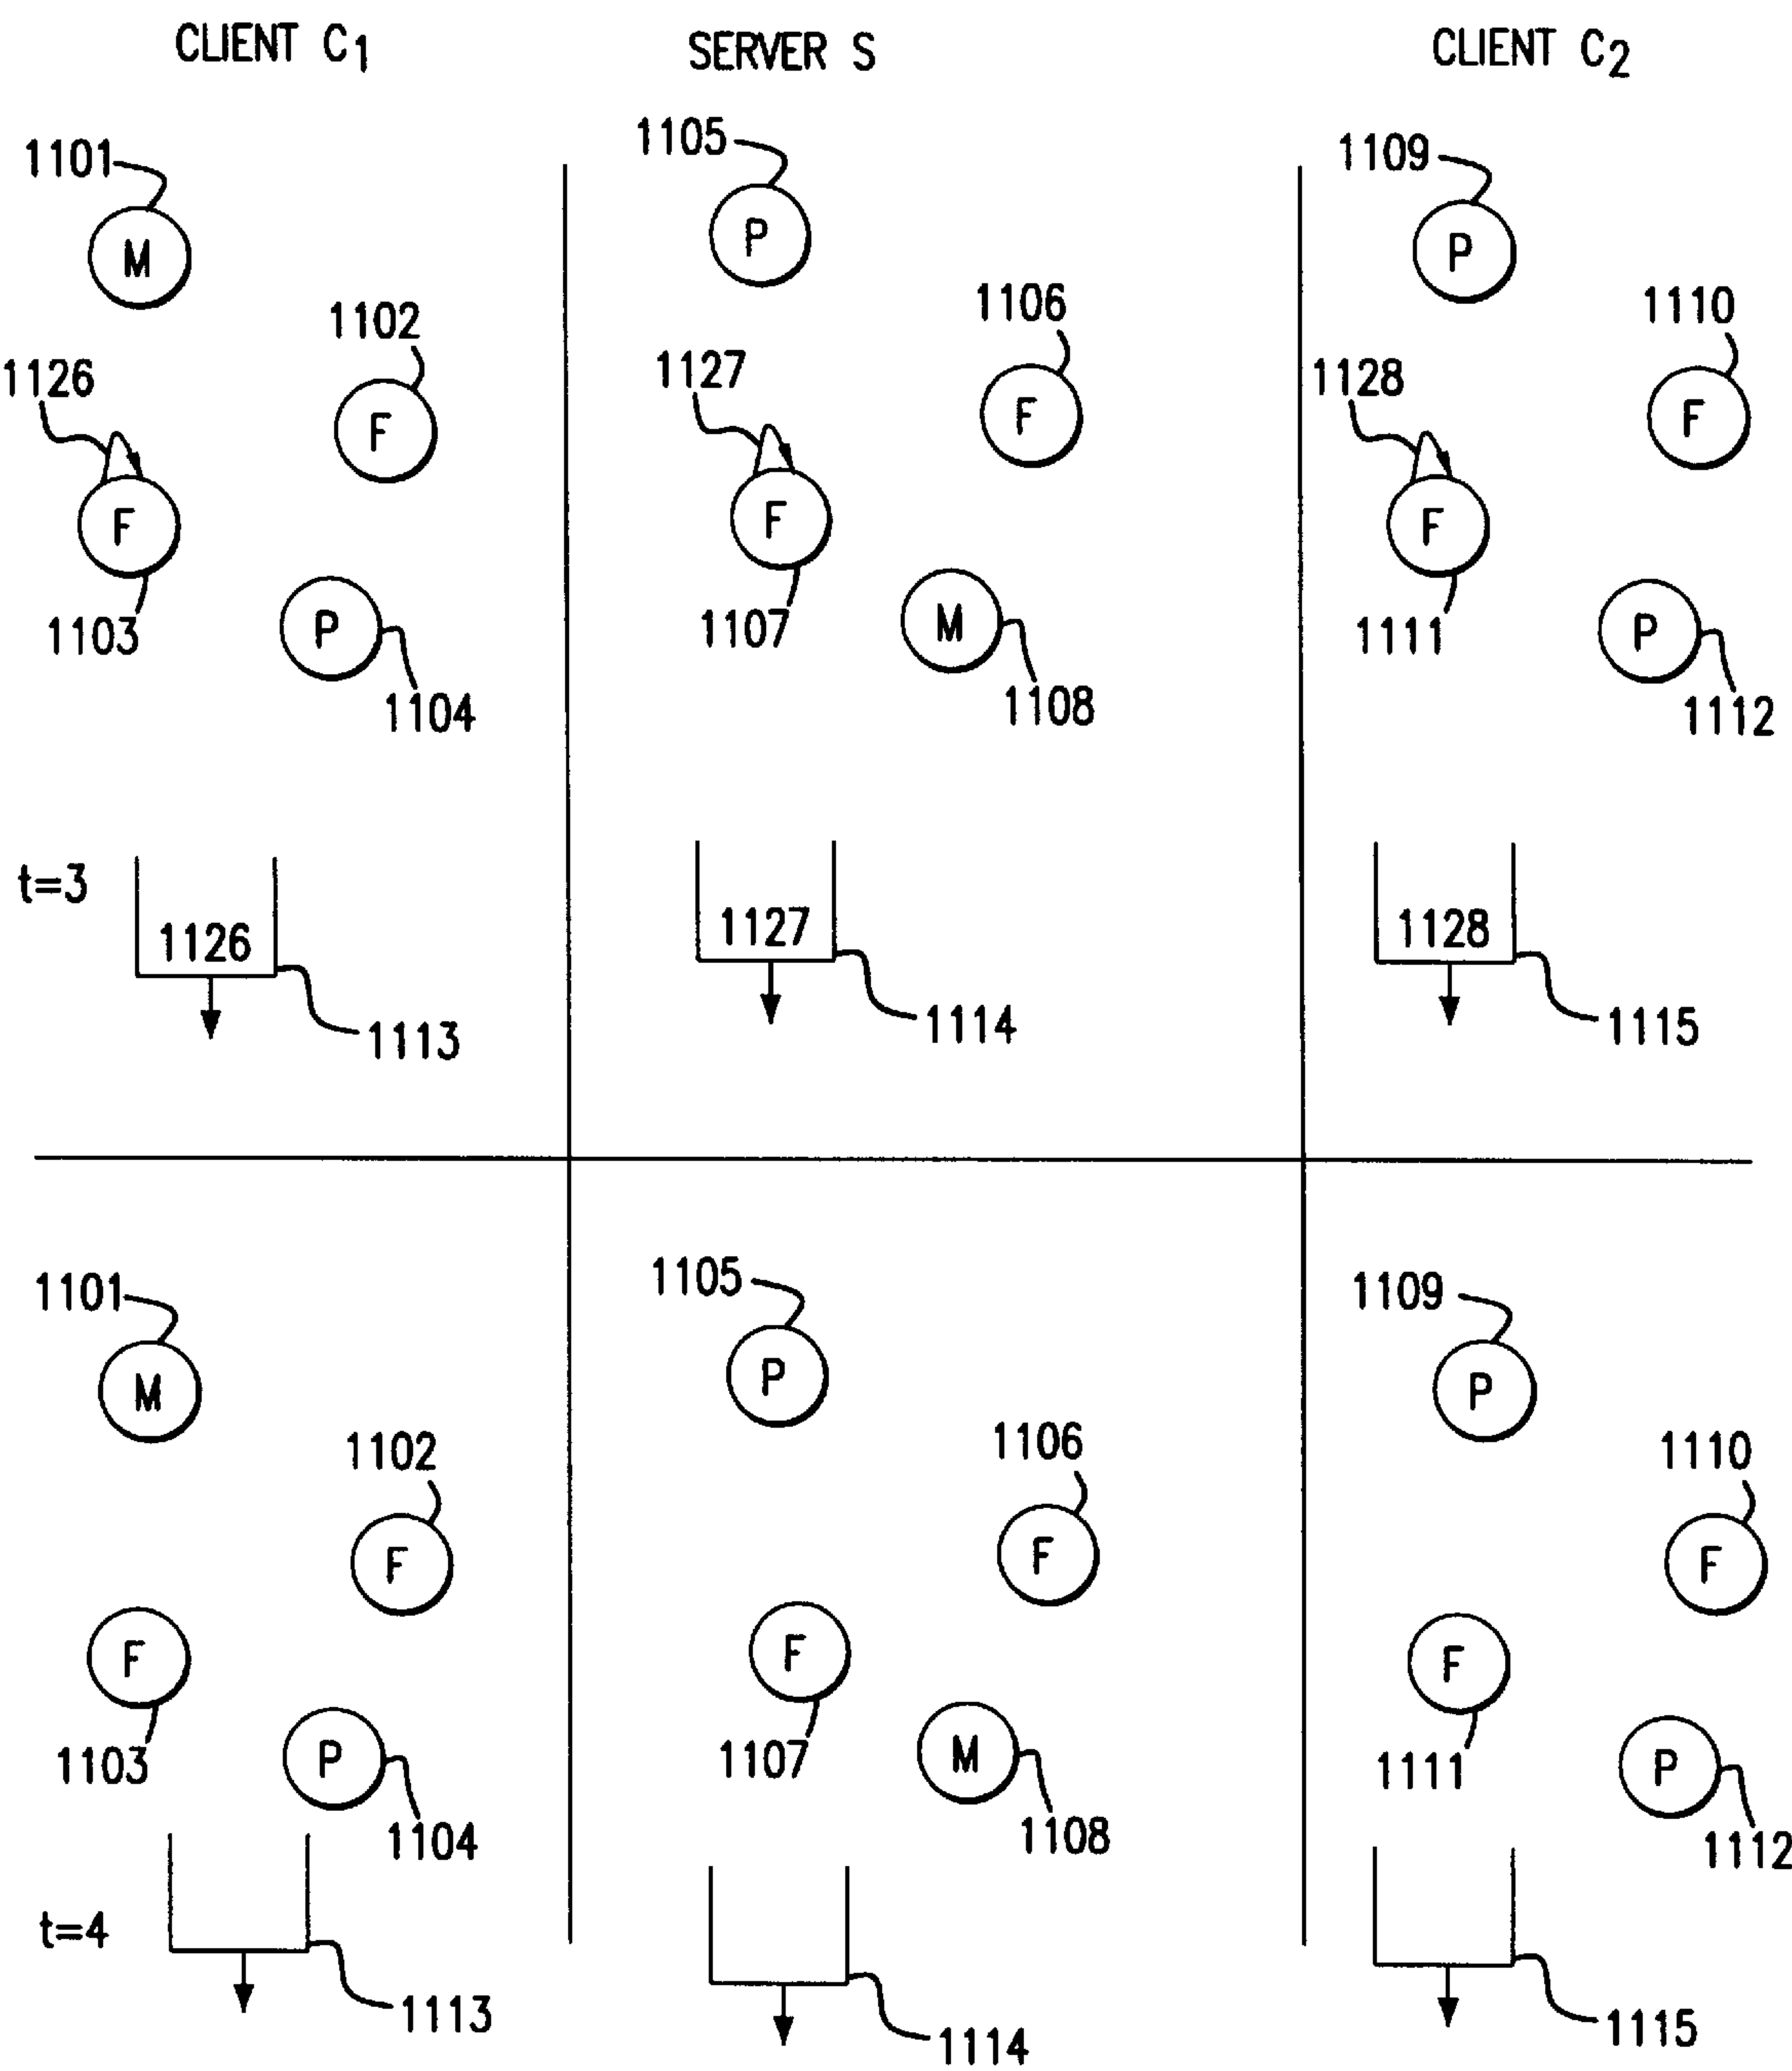 CLIENT C1
SERVER S
CLIENT C2
1101
M
1102
1126
F
F
1103
P
1104
t=3
1126
1113
1105
P
1106
1127
F
F
1107
M
1108
1127
1114
1109
P
1110
1128
F
F
1111
P
1112
1128
1115
1101
M
1102
F
F
1103
P
1104
t=4
1113
1105
P
1106
F
F
1107
M
1108
1114
1109
P
1110
F
F
1111
P
1112
1115